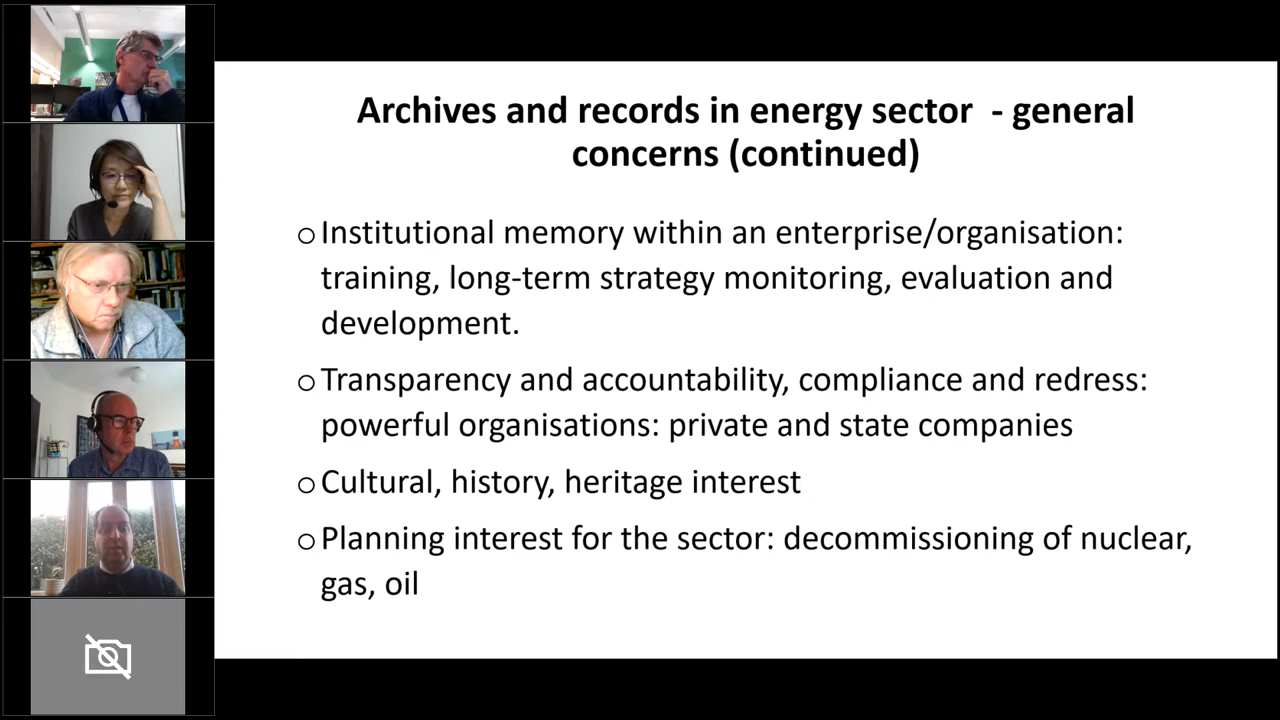 Archives and records in energy sector - general
concerns (continued)
o Institutional memory within an enterprise/organisation:
training, long-term strategy monitoring, evaluation and
development.
o Transparency and accountability, compliance and redress:
powerful organisations: private and state companies
o Cultural, history, heritage interest
o Planning interest for the sector: decommissioning of nuclear,
gas, oil